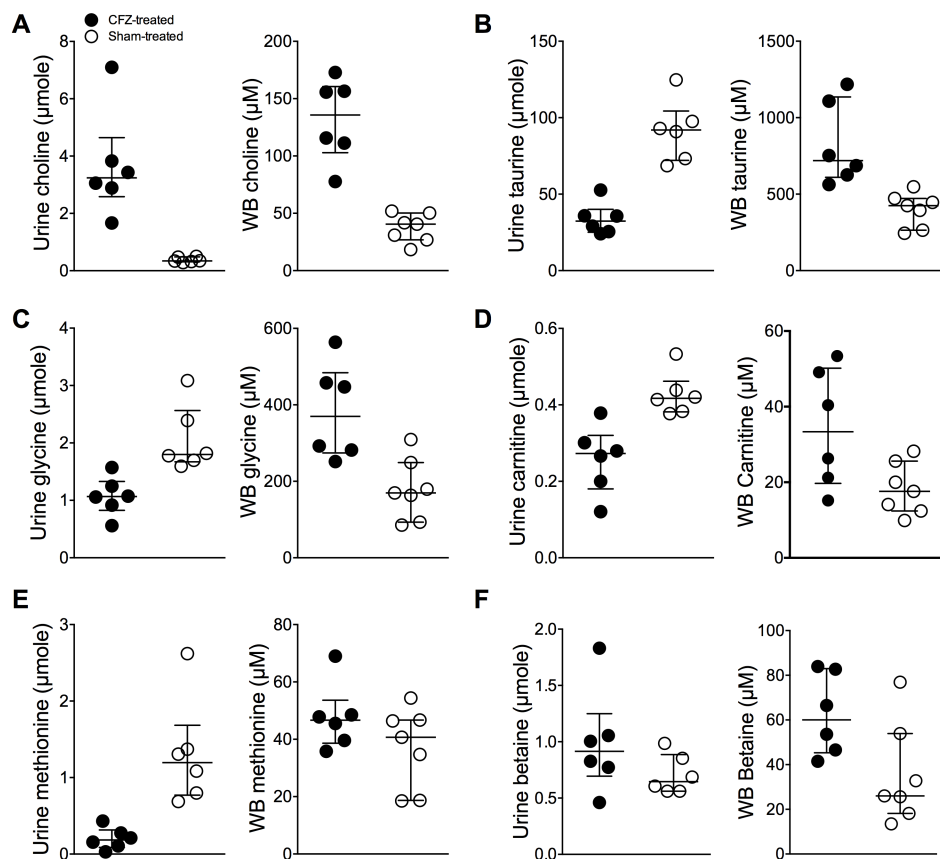 CFZ-treated
Sham-treated
A
Urine choline (µmole)
8
6
4
2
0
WB choline (µM)
200
150
100
50
0
B
Urine taurine (µmole)
150
100
50
0
WB taurine (µM)
1500
1000
500
0
C
Urine glycine (µmole)
4
3
2
1
0
WB glycine (µM)
600
400
200
0
D
Urine carnitine (µmole)
0.6
0.4
0.2
0.0
WB Carnitine (µM)
60
40
20
0
E
Urine methionine (µmole)
3
2
1
0
WB methionine (µM)
80
60
40
20
0
F
Urine betaine (µmole)
2.0
1.5
1.0
0.5
0.0
WB Betaine (µM)
100
80
60
40
20
0